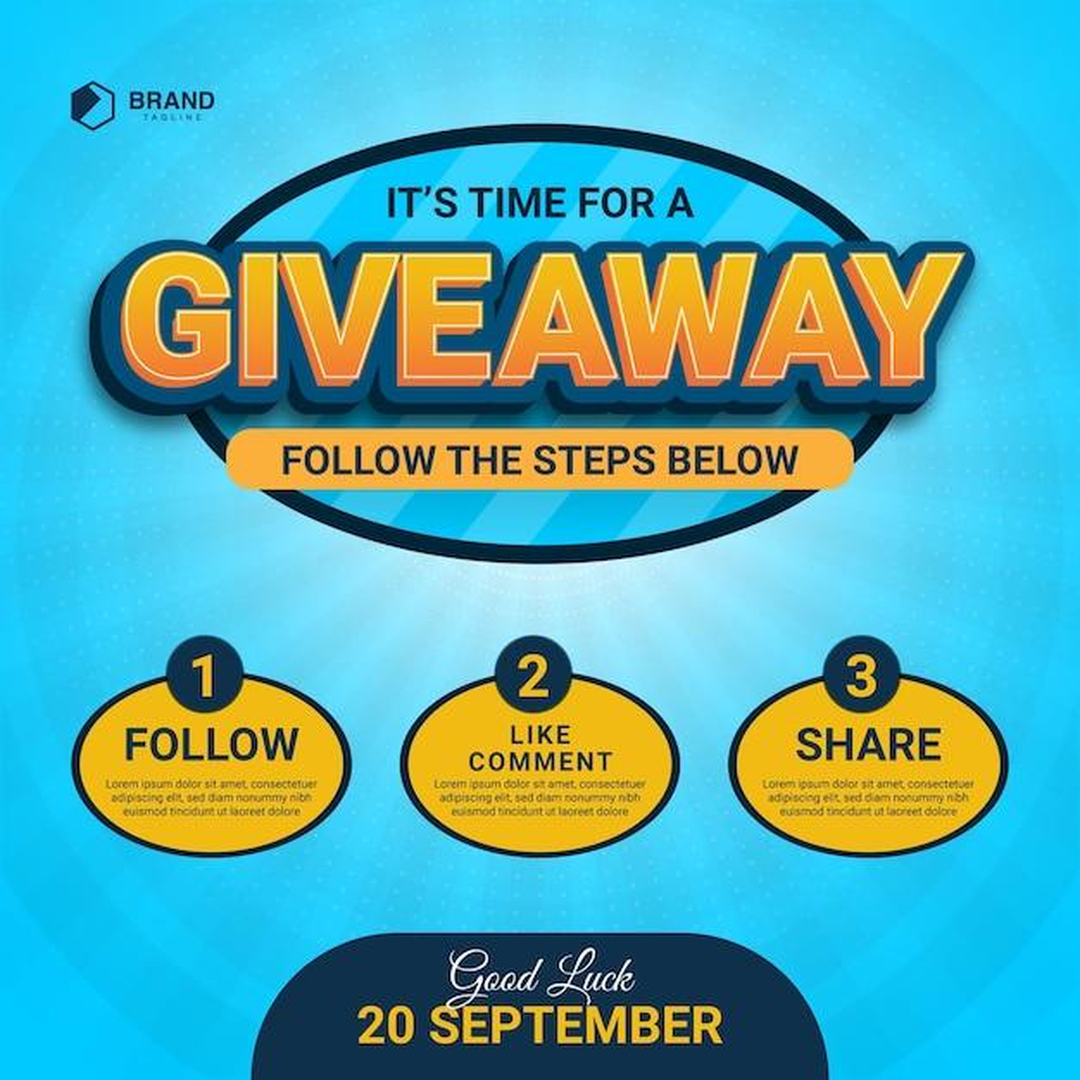 BRAND
TAGLINE
IT’S TIME FOR A
GIVEAWAY
FOLLOW THE STEPS BELOW
1
FOLLOW
Lorem ipsum dolor sit amet, consectetuer
adipiscing elit, sed diam nonummy nibh
euismod tincidunt ut laoreet dolore
2
LIKE
COMMENT
Lorem ipsum dolor sit amet, consectetuer
adipiscing elit, sed diam nonummy nibh
euismod tincidunt ut laoreet dolore
3
SHARE
Lorem ipsum dolor sit amet, consectetuer
adipiscing elit, sed diam nonummy nibh
euismod tincidunt ut laoreet dolore
Good Luck
20 SEPTEMBER